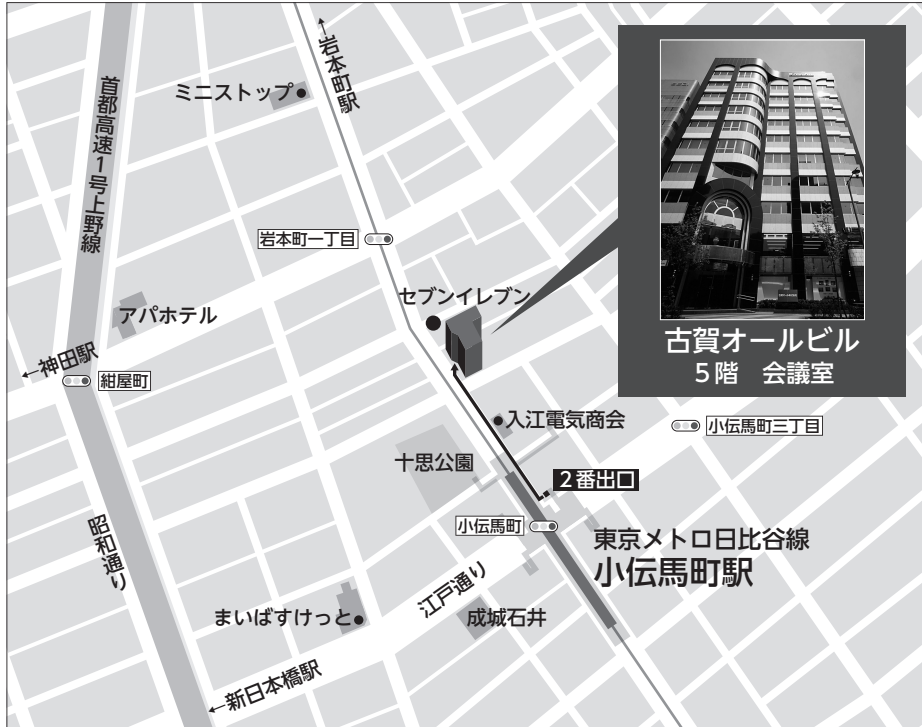 ←岩本町駅
ミニストップ
首都高速1号上野線
岩本町一丁目
セブンイレブン
アパホテル
古賀オールビル
5階　会議室
←神田駅
紺屋町
入江電気商会
小伝馬町三丁目
十思公園
2番出口
小伝馬町
昭和通り
東京メトロ日比谷線
小伝馬町駅
江戸通り
まいばすけっと
成城石井
←新日本橋駅